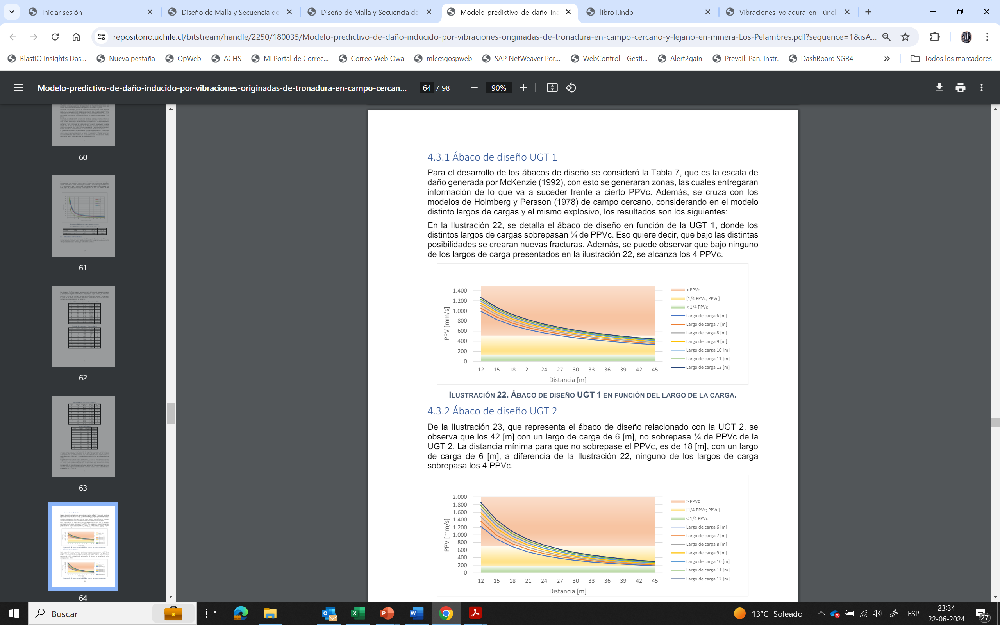 Iniciar sesión
Diseño de Malla y Secuencia de
Diseño de Malla y Secuencia de
Modelo-predictivo-de-daño-inc
libro1.indb
Vibraciones_Voladura_en_Túnel
repositorio.uchile.cl/bitstream/handle/2250/180035/Modelo-predictivo-de-daño-inducido-por-vibraciones-originadas-de-tronadura-en-campo-cercano-y-lejano-en-minera-Los-Pelambres.pdf?sequence=1&isA...
BlastIQ Insights Das...
Nueva pestaña
OpWeb
ACHS
Mi Portal de Correc...
Correo Web Owa
mlccsgospweb
SAP NetWeaver Por...
WebControl - Gesti...
Alert2gain
Prevail: Pan. Instr.
DashBoard SGR4
»
Todos los marcadores
Modelo-predictivo-de-daño-inducido-por-vibraciones-originadas-de-tronadura-en-campo-cercan...
64 / 98
90%
60
61
62
63
64
4.3.1 Ábaco de diseño UGT 1
Para el desarrollo de los ábacos de diseño se consideró la Tabla 7, que es la escala de
daño generada por McKenzie (1992), con esto se generaran zonas, las cuales entregaran
información de lo que va a suceder frente a cierto PPVc. Además, se cruza con los
modelos de Holmberg y Persson (1978) de campo cercano, considerando en el modelo
distinto largos de cargas y el mismo explosivo, los resultados son los siguientes:
En la Ilustración 22, se detalla el ábaco de diseño en función de la UGT 1, donde los
distintos largos de cargas sobrepasan ¼ de PPVc. Eso quiere decir, que bajo las distintas
posibilidades se crearan nuevas fracturas. Además, se puede observar que bajo ninguno
de los largos de carga presentados en la ilustración 22, se alcanza los 4 PPVc.
PPV [mm/s]
1.400
1.200
1.000
800
600
400
200
0
12 15 18 21 24 27 30 33 36 39 42 45
Distancia [m]
> PPVc
[1/4 PPVc; PPVc]
< 1/4 PPVc
Largo de carga 6 [m]
Largo de carga 7 [m]
Largo de carga 8 [m]
Largo de carga 9 [m]
Largo de carga 10 [m]
Largo de carga 11 [m]
Largo de carga 12 [m]
ILUSTRACIÓN 22. ÁBACO DE DISEÑO UGT 1 EN FUNCIÓN DEL LARGO DE LA CARGA.
4.3.2 Ábaco de diseño UGT 2
De la Ilustración 23, que representa el ábaco de diseño relacionado con la UGT 2, se
observa que los 42 [m] con un largo de carga de 6 [m], no sobrepasa ¼ de PPVc de la
UGT 2. La distancia mínima para que no sobrepase el PPVc, es de 18 [m], con un largo
de carga de 6 [m], a diferencia de la Ilustración 22, ninguno de los largos de carga
sobrepasa los 4 PPVc.
PPV [mm/s]
2.000
1.800
1.600
1.400
1.200
1.000
800
600
400
200
0
12 15 18 21 24 27 30 33 36 39 42 45
Distancia [m]
> PPVc
[1/4 PPVc; PPVc]
< 1/4 PPVc
Largo de carga 6 [m]
Largo de carga 7 [m]
Largo de carga 8 [m]
Largo de carga 9 [m]
Largo de carga 10 [m]
Largo de carga 11 [m]
Largo de carga 12 [m]
Buscar
13°C Soleado
ESP
23:34
22-06-2024
27